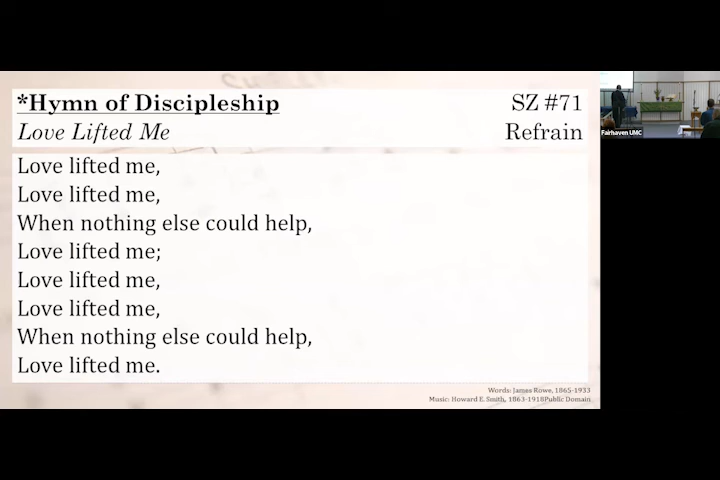 *Hymn of Discipleship
SZ #71
Love Lifted Me
Refrain
Love lifted me,
Love lifted me,
When nothing else could help,
Love lifted me;
Love lifted me,
Love lifted me,
When nothing else could help,
Love lifted me.
Words: James Rowe, 1865-1933
Music: Howard E. Smith, 1863-1918Public Domain
Fairhaven UMC